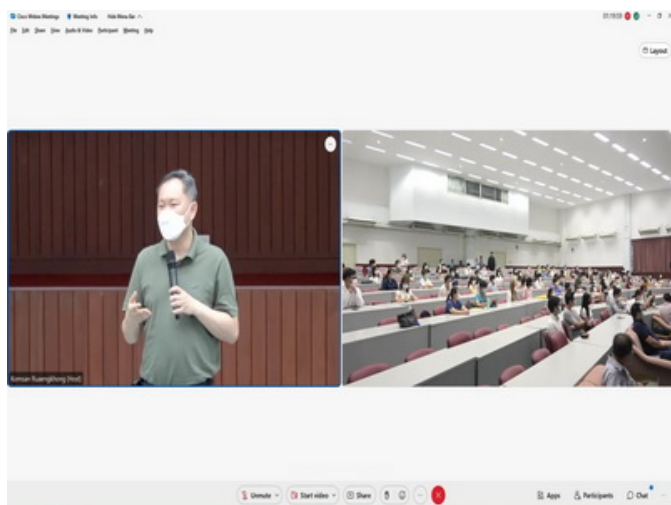 Cisco Webex Meetings Meeting Info Hide Menu Bar
File Edit Share View Audio & Video Participant Meeting Help
Layout
Unmute Start video Share
Apps Participants Chat